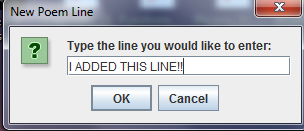 New Poem Line
Type the line you would like to enter:
I ADDED THIS LINE!!
OK Cancel